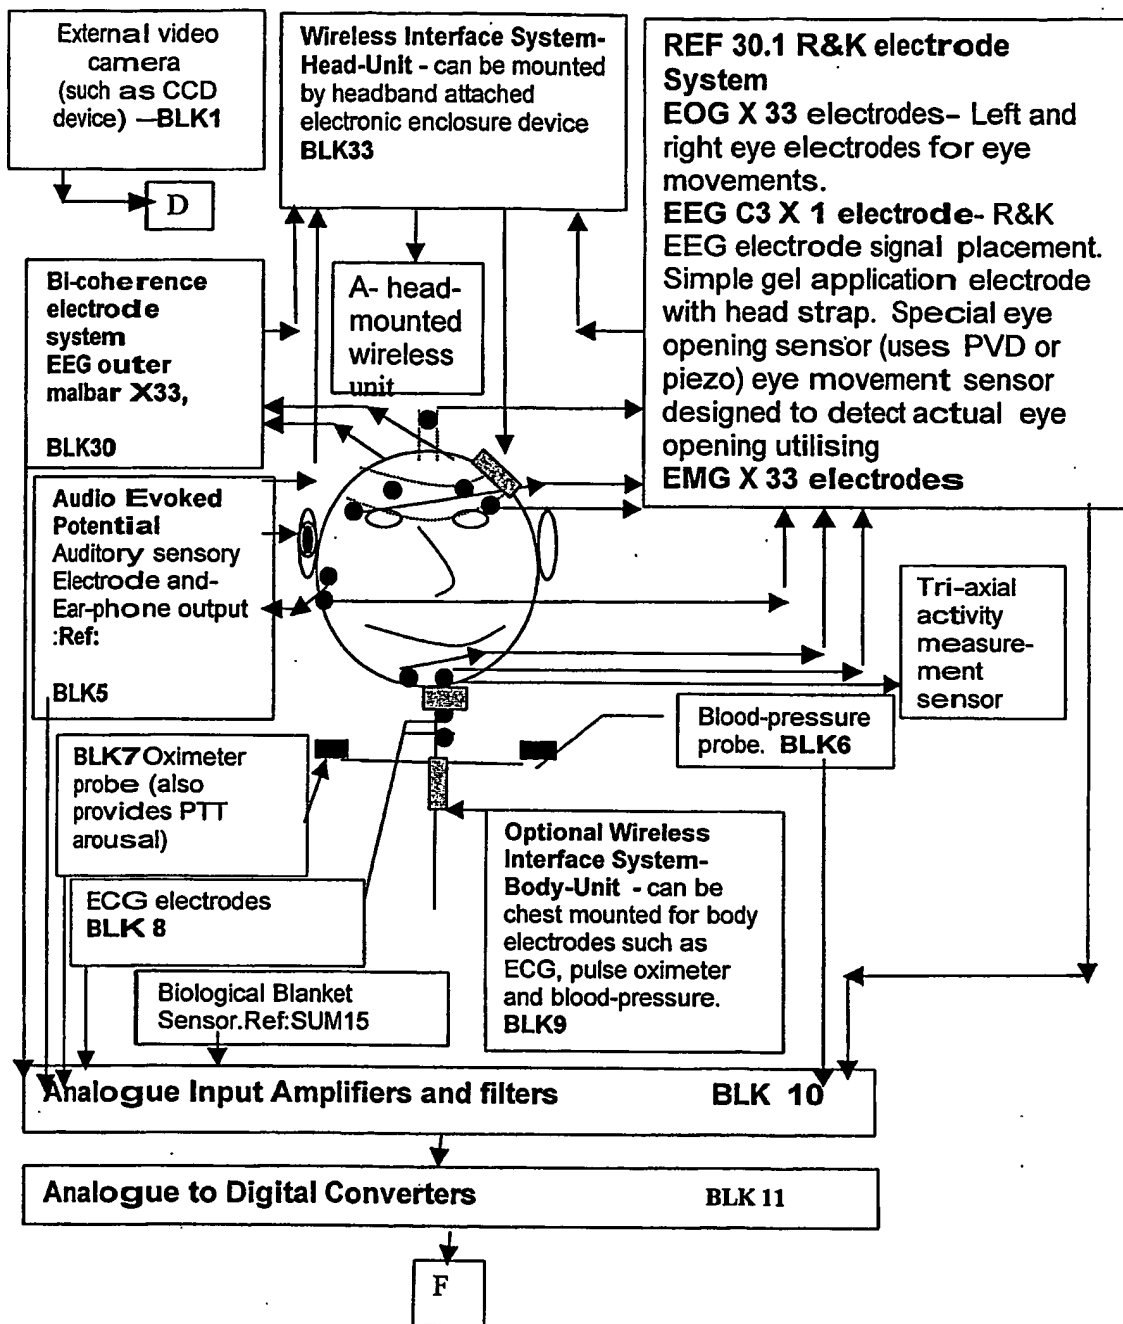 External video
camera
(such as CCD
device) —BLK1
D
Wireless Interface System-
Head-Unit - can be mounted
by headband attached
electronic enclosure device
BLK33
REF 30.1 R&K electrode
System
EOG X 33 electrodes– Left and
right eye electrodes for eye
movements.
EEG C3 X 1 electrode- R&K
EEG electrode signal placement.
Simple gel application electrode
with head strap. Special eye
opening sensor (uses PVD or
piezo) eye movement sensor
designed to detect actual eye
opening utilising
EMG X 33 electrodes
Bi-coherence
electrode
system
EEG outer
malbar X33,
BLK30
A- head-
mounted
wireless
unit
Audio Evoked
Potential
Auditory sensory
Electrode and-
Ear-phone output
:Ref:
BLK5
Tri-axial
activity
measure-
ment
sensor
Blood-pressure
probe. BLK6
BLK7 Oximeter
probe (also
provides PTT
arousal)
ECG electrodes
BLK 8
Optional Wireless
Interface System-
Body-Unit - can be
chest mounted for body
electrodes such as
ECG, pulse oximeter
and blood-pressure.
BLK9
Biological Blanket
Sensor.Ref:SUM15
Analogue Input Amplifiers and filters BLK 10
Analogue to Digital Converters BLK 11
F